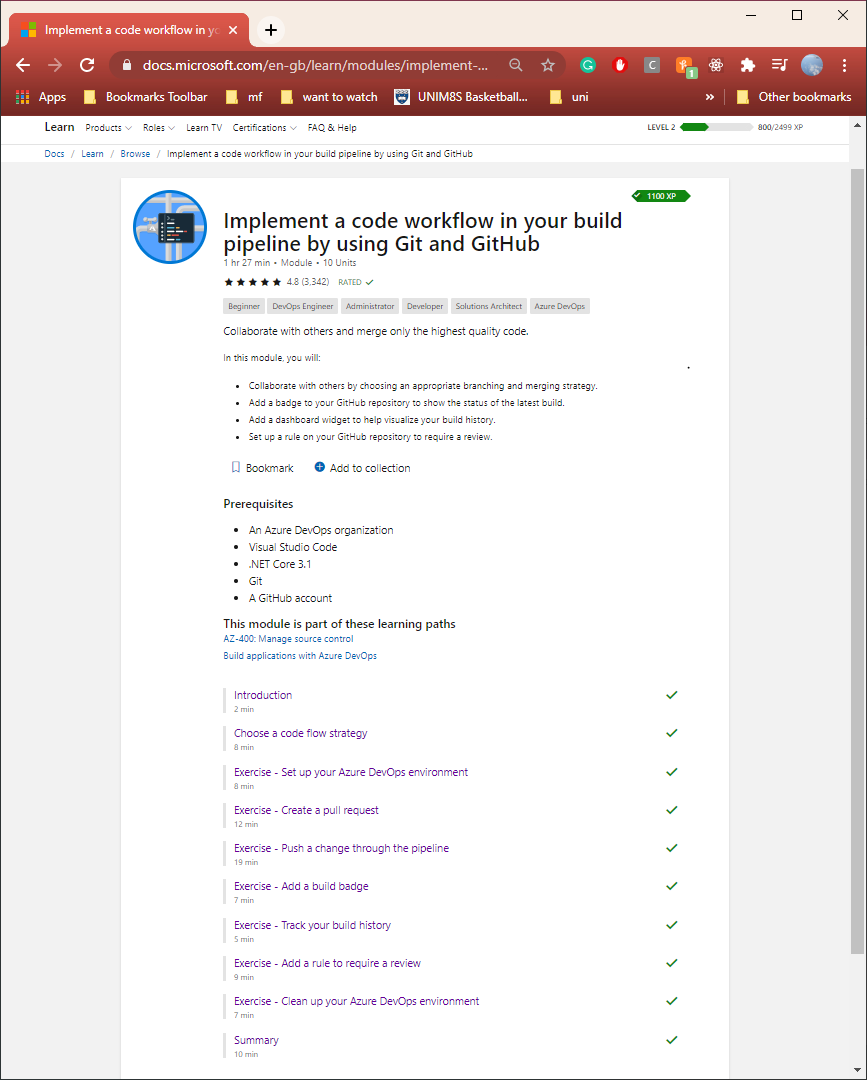 Implement a code workflow in yo
docs.microsoft.com/en-gb/learn/modules/implement-...
1
Apps Bookmarks Toolbar mf want to watch UNIM8S Basketball... uni » Other bookmarks
Learn Products Roles Learn TV Certifications FAQ & Help LEVEL 2 800/2499 XP
Docs / Learn / Browse / Implement a code workflow in your build pipeline by using Git and GitHub
1100 XP
Implement a code workflow in your build
pipeline by using Git and GitHub
1 hr 27 min • Module • 10 Units
4.8 (3,342) RATED
Beginner DevOps Engineer Administrator Developer Solutions Architect Azure DevOps
Collaborate with others and merge only the highest quality code.
In this module, you will:
• Collaborate with others by choosing an appropriate branching and merging strategy.
• Add a badge to your GitHub repository to show the status of the latest build.
• Add a dashboard widget to help visualize your build history.
• Set up a rule on your GitHub repository to require a review.
Bookmark Add to collection
Prerequisites
• An Azure DevOps organization
• Visual Studio Code
• .NET Core 3.1
• Git
• A GitHub account
This module is part of these learning paths
AZ-400: Manage source control
Build applications with Azure DevOps
Introduction
2 min
Choose a code flow strategy
8 min
Exercise - Set up your Azure DevOps environment
8 min
Exercise - Create a pull request
12 min
Exercise - Push a change through the pipeline
19 min
Exercise - Add a build badge
7 min
Exercise - Track your build history
5 min
Exercise - Add a rule to require a review
9 min
Exercise - Clean up your Azure DevOps environment
7 min
Summary
10 min